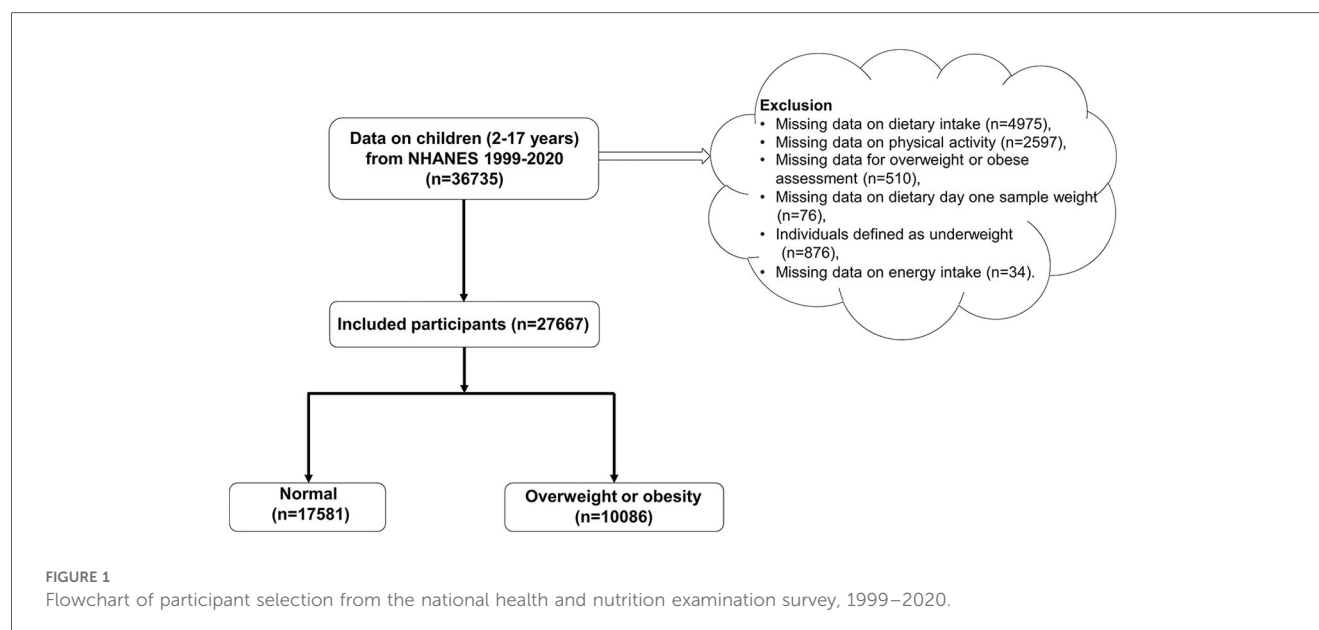 Data on children (2-17 years)
from NHANES 1999-2020
(n=36735)
Exclusion
• Missing data on dietary intake (n=4975),
• Missing data on physical activity (n=2597),
• Missing data for overweight or obese
assessment (n=510),
• Missing data on dietary day one sample weight
(n=76),
• Individuals defined as underweight
(n=876),
• Missing data on energy intake (n=34).
Included participants (n=27667)
Normal
(n=17581)
Overweight or obesity
(n=10086)
FIGURE 1
Flowchart of participant selection from the national health and nutrition examination survey, 1999–2020.